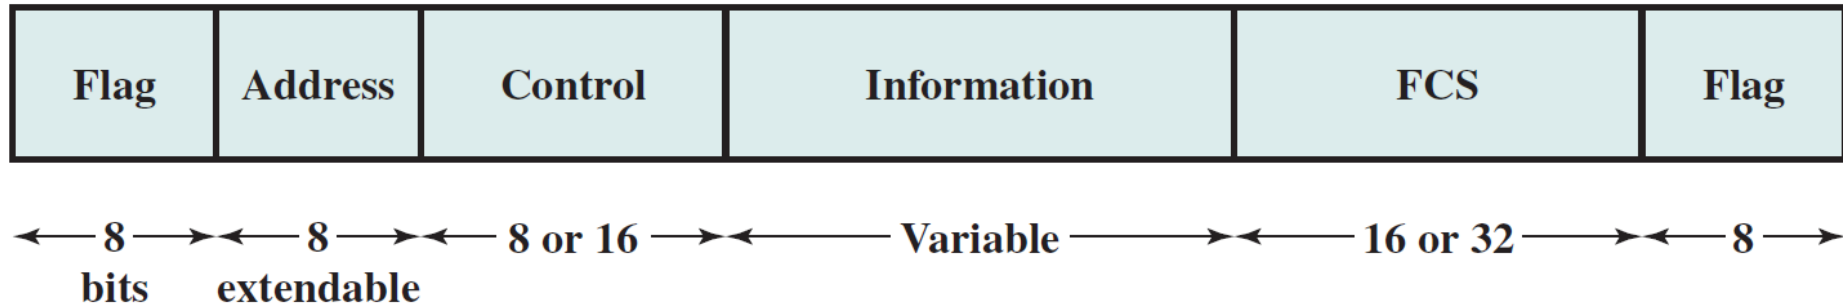 Flag Address Control Information FCS Flag
8 8 8 or 16 Variable 16 or 32 8
bits extendable